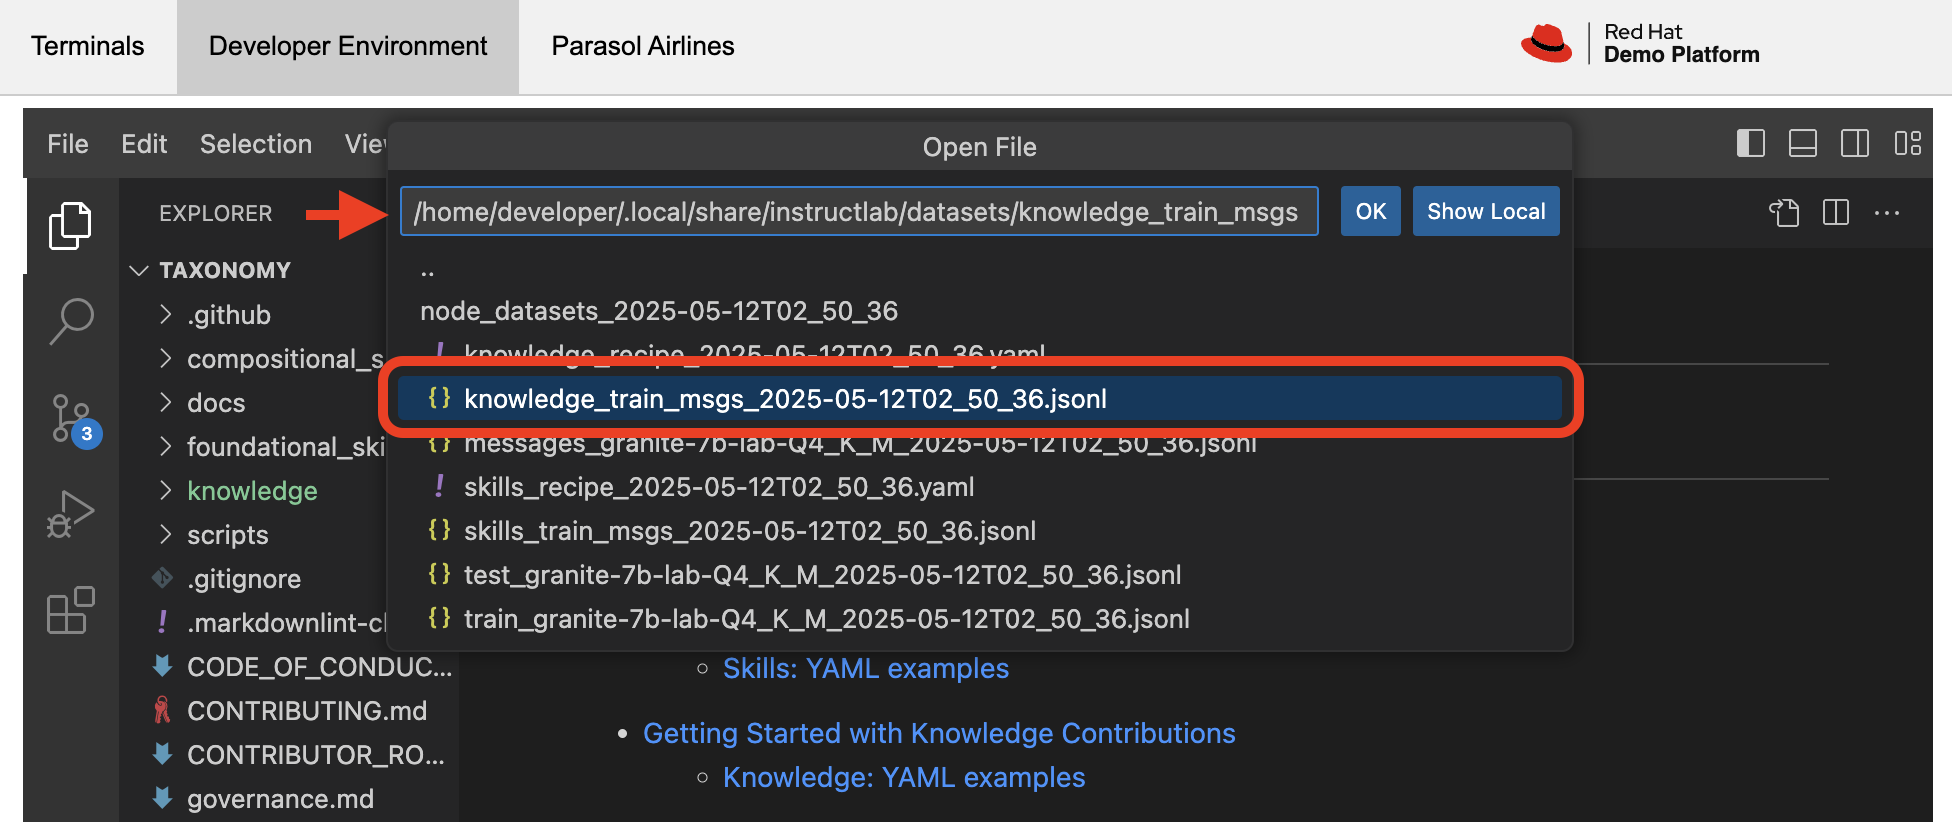 Terminals
Developer Environment
Parasol Airlines
Red Hat
Demo Platform
File Edit Selection View
Open File
EXPLORER
/home/developer/.local/share/instructlab/datasets/knowledge_train_msgs
OK
Show Local
TAXONOMY
.github
compositional_s
docs
foundational_ski
knowledge
scripts
.gitignore
.markdownlint-cl
CODE_OF_CONDUC...
CONTRIBUTING.md
CONTRIBUTOR_RO...
governance.md
3
..
node_datasets_2025-05-12T02_50_36
knowledge_recipe_2025-05-12T02_50_36.yaml
knowledge_train_msgs_2025-05-12T02_50_36.jsonl
messages_granite-7b-lab-Q4_K_M_2025-05-12T02_50_36.jsonl
skills_recipe_2025-05-12T02_50_36.yaml
skills_train_msgs_2025-05-12T02_50_36.jsonl
test_granite-7b-lab-Q4_K_M_2025-05-12T02_50_36.jsonl
train_granite-7b-lab-Q4_K_M_2025-05-12T02_50_36.jsonl
Skills: YAML examples
Getting Started with Knowledge Contributions
Knowledge: YAML examples